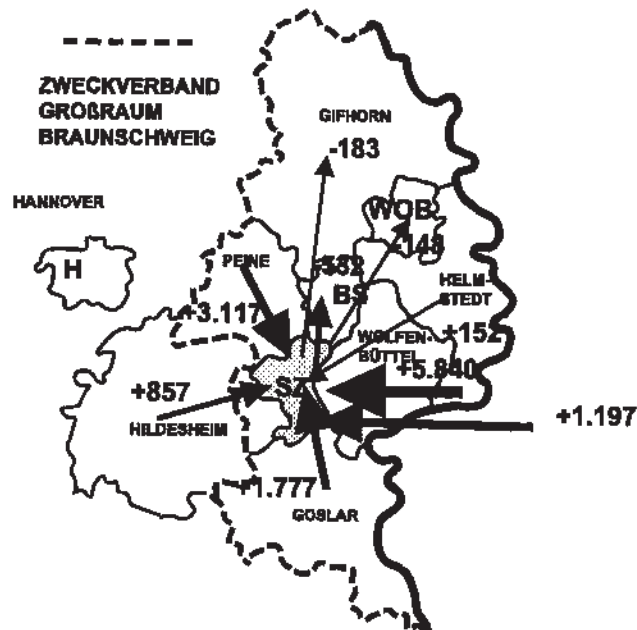 ZWECKVERBAND
GROßRAUM
BRAUNSCHWEIG
GIFHORN
-183
HANNOVER
WOB
H
PEINE
BS
HELM-
STEDT
+3.117
WOLFEN-
BÜTTEL
+152
+5.840
+857
SZ
HILDESHEIM
+1.197
+1.777
GOSLAR